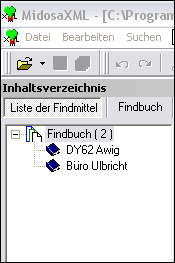 MidosaXML - [C:\Program
Datei Bearbeiten Suchen
Inhaltsverzeichnis
Liste der Findmittel Findbuch
Findbuch ( 2 )
DY62 Awig
Büro Ulbricht